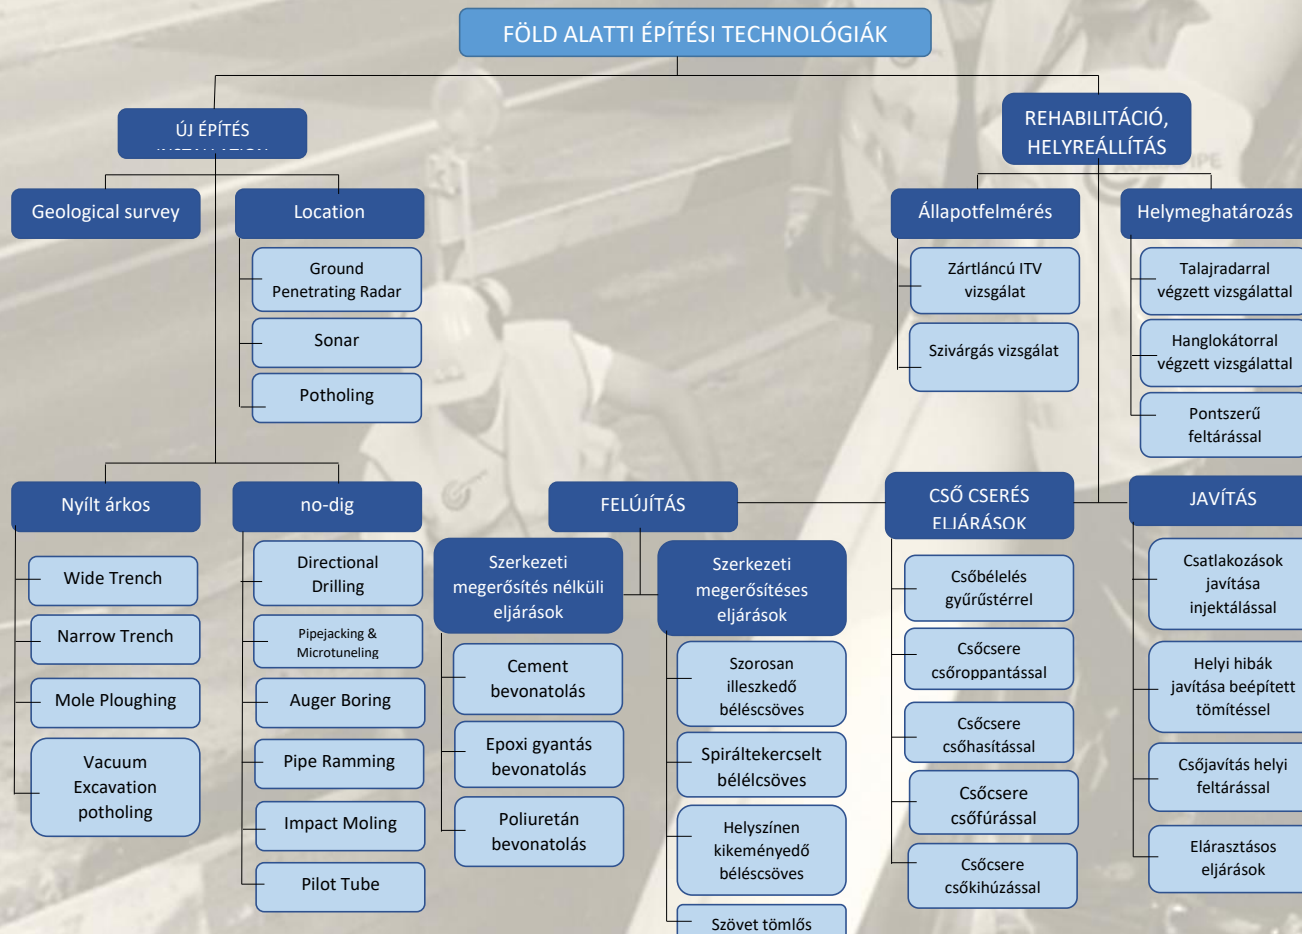 FÖLD ALATTI ÉPÍTÉSI TECHNOLÓGIÁK
ÚJ ÉPÍTÉS
REHABILITÁCIÓ,
HELYREÁLLÍTÁS
Geological survey
Location
Ground
Penetrating Radar
Sonar
Potholing
Állapotfelmérés
Zártláncú ITV
vizsgálat
Szivárgás vizsgálat
Helymeghatározás
Talajradarral
végzett vizsgálattal
Hanglokátorral
végzett vizsgálattal
Pontszerű
feltárással
Nyílt árkos
Wide Trench
Narrow Trench
Mole Ploughing
Vacuum
Excavation
potholing
no-dig
Directional
Drilling
Pipejacking &
Microtuneling
Auger Boring
Pipe Ramming
Impact Moling
Pilot Tube
FELÚJÍTÁS
Szerkezeti
megerősítés nélküli
eljárások
Cement
bevonatolás
Epoxi gyantás
bevonatolás
Poliuretán
bevonatolás
Szerkezeti
megerősítéses
eljárások
Szorosan
illeszkedő
béléscsöves
Spiráltekercselt
bélélcsöves
Helyszínen
kikeményedő
béléscsöves
Szövet tömlős
CSŐ CSERÉS
ELJÁRÁSOK
Csőbélelés
gyűrűstérrel
Csőcsere
csőroppantással
Csőcsere
csőhasítással
Csőcsere
csőfúrással
Csőcsere
csőkihúzással
JAVÍTÁS
Csatlakozások
javítása
injektálással
Helyi hibák
javítása beépített
tömítéssel
Csőjavítás helyi
feltárással
Elárasztásos
eljárások